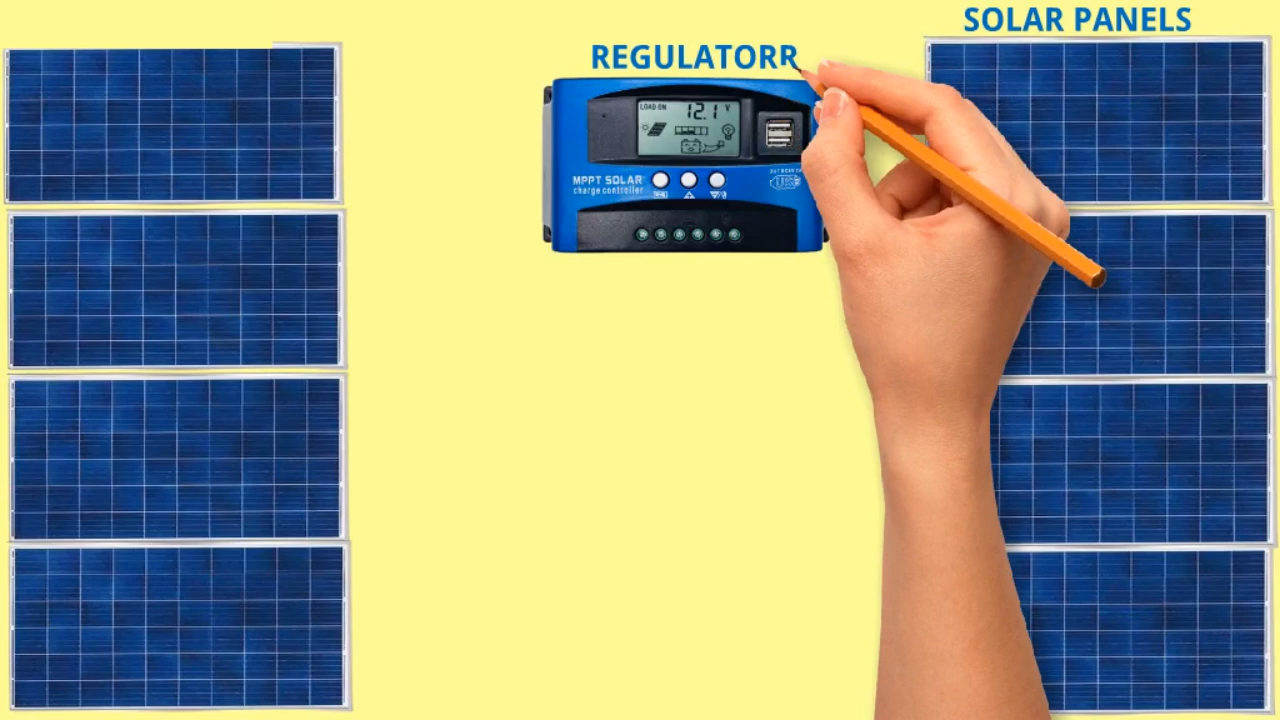 SOLAR PANELS
REGULATORR
LOAD ON 12.1 V
MPPT SOLAR
charge controller